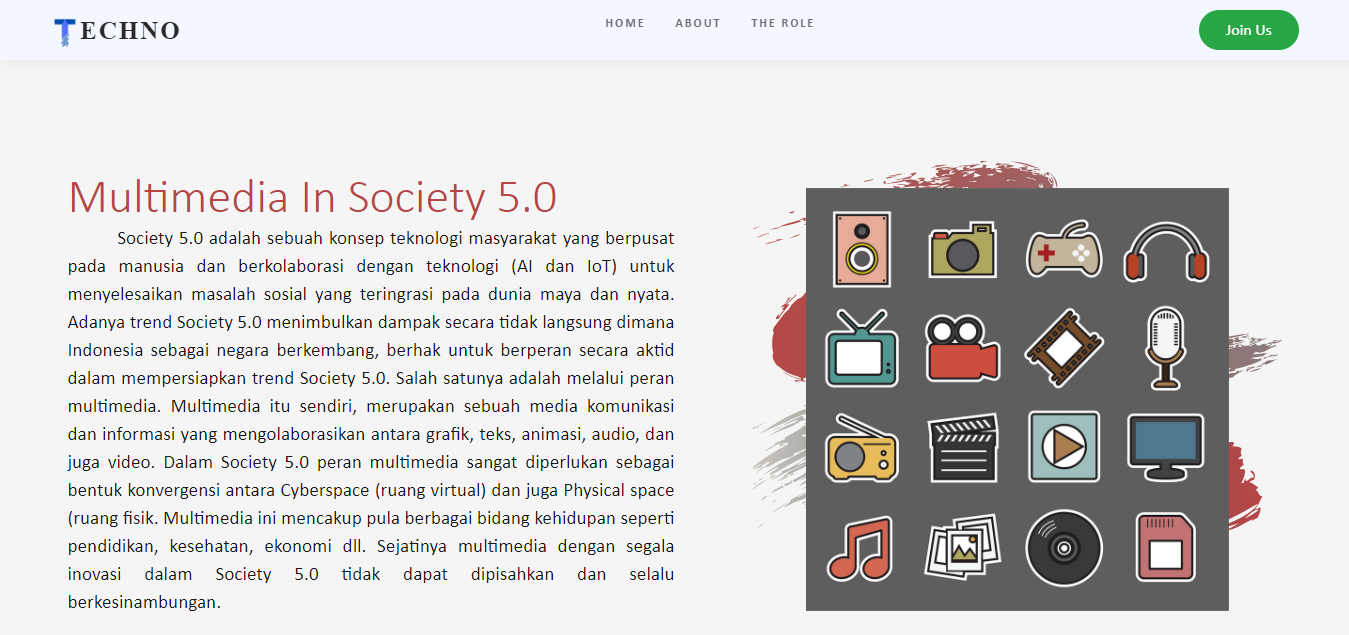 TECHNO
HOME ABOUT THE ROLE
Join Us
Multimedia In Society 5.0
Society 5.0 adalah sebuah konsep teknologi masyarakat yang berpusat
pada manusia dan berkolaborasi dengan teknologi (AI dan IoT) untuk
menyelesaikan masalah sosial yang teringrasi pada dunia maya dan nyata.
Adanya trend Society 5.0 menimbulkan dampak secara tidak langsung dimana
Indonesia sebagai negara berkembang, berhak untuk berperan secara aktid
dalam mempersiapkan trend Society 5.0. Salah satunya adalah melalui peran
multimedia. Multimedia itu sendiri, merupakan sebuah media komunikasi
dan informasi yang mengolaborasikan antara grafik, teks, animasi, audio, dan
juga video. Dalam Society 5.0 peran multimedia sangat diperlukan sebagai
bentuk konvergensi antara Cyberspace (ruang virtual) dan juga Physical space
(ruang fisik. Multimedia ini mencakup pula berbagai bidang kehidupan seperti
pendidikan, kesehatan, ekonomi dll. Sejatinya multimedia dengan segala
inovasi dalam Society 5.0 tidak dapat dipisahkan dan selalu
berkesinambungan.